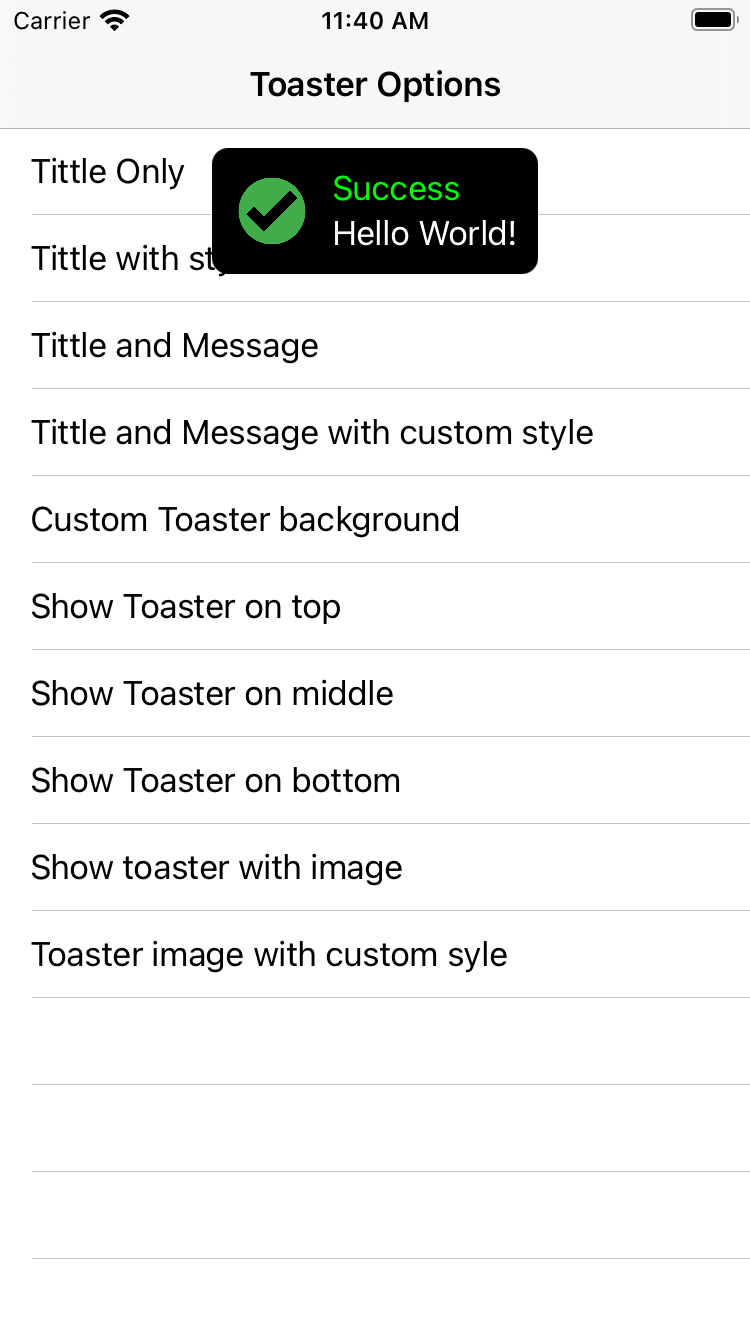 Carrier 11:40 AM
Toaster Options
Tittle Only
Success
Hello World!
Tittle with
Tittle and Message
Tittle and Message with custom style
Custom Toaster background
Show Toaster on top
Show Toaster on middle
Show Toaster on bottom
Show toaster with image
Toaster image with custom syle